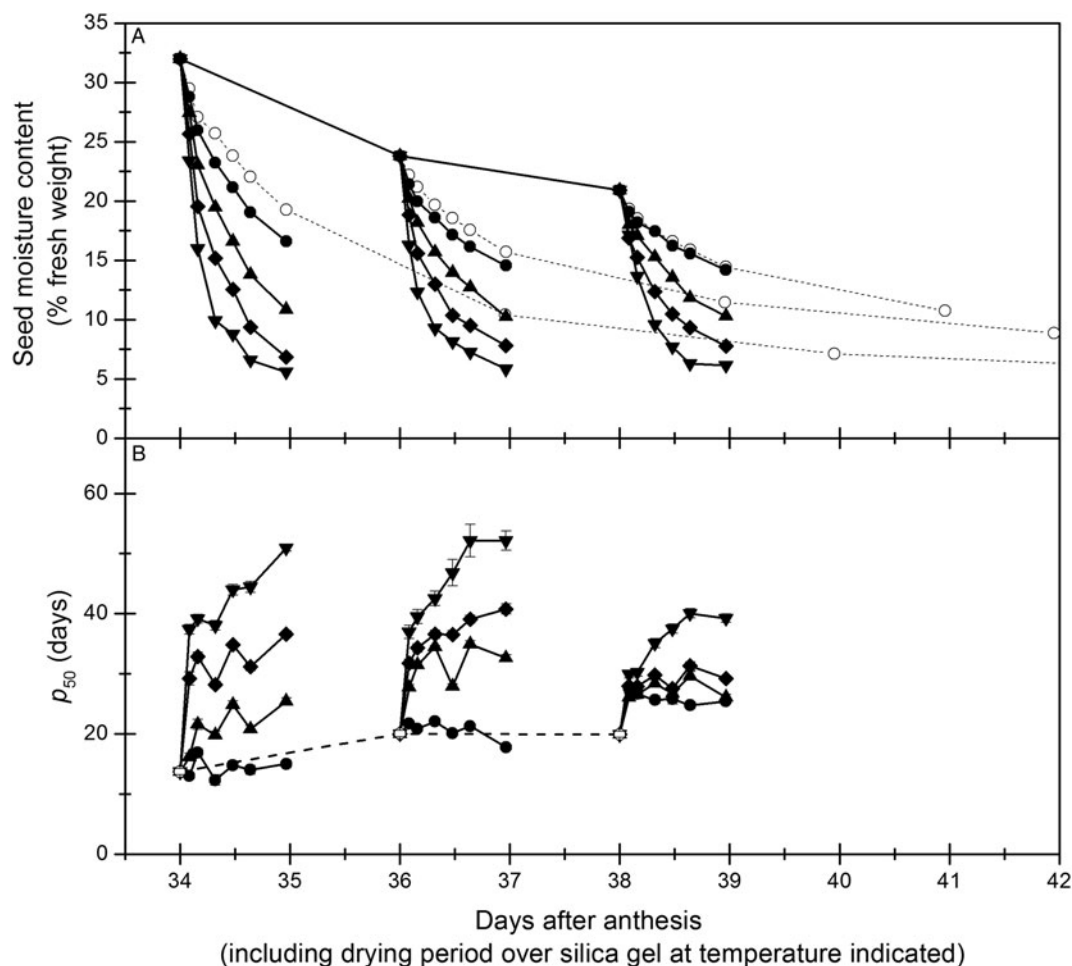 A
35
30
25
20
15
10
5
0
Seed moisture content
(% fresh weight)
B
60
40
20
0
p50 (days)
34 35 36 37 38 39 40 41 42
Days after anthesis
(including drying period over silica gel at temperature indicated)